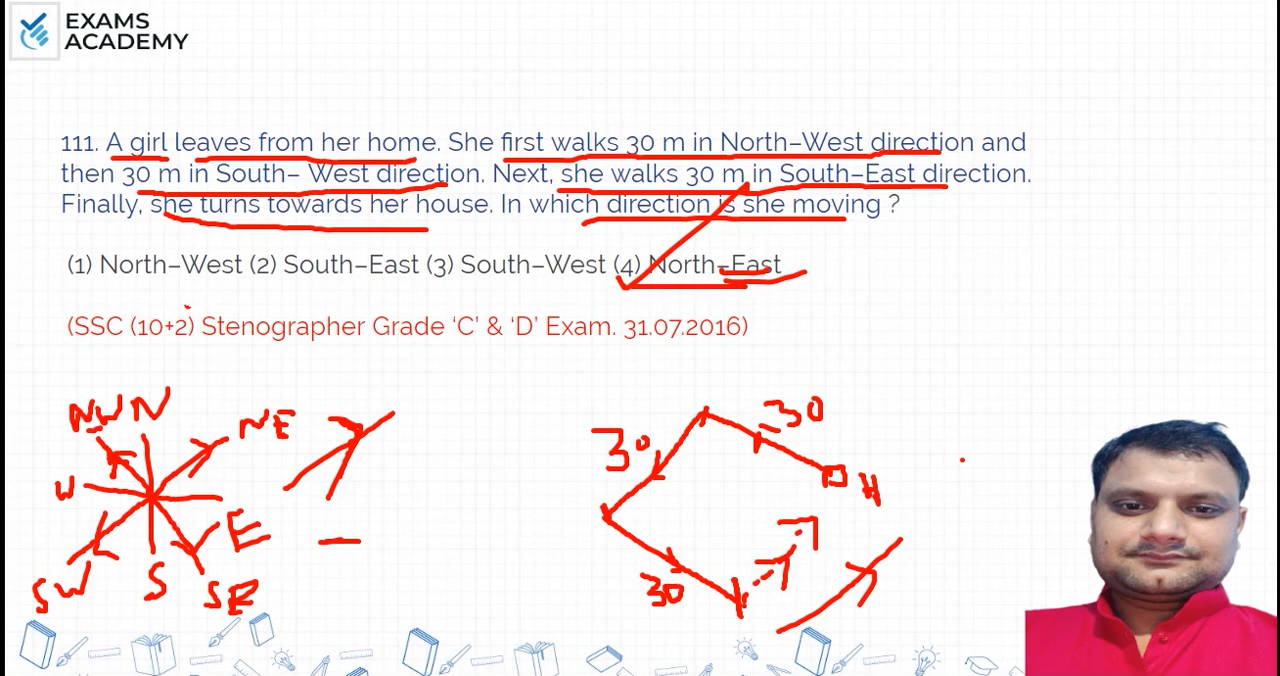 EXAMS
ACADEMY
111. A girl leaves from her home. She first walks 30 m in North–West direction and
then 30 m in South– West direction. Next, she walks 30 m in South–East direction.
Finally, she turns towards her house. In which direction is she moving ?
(1) North–West (2) South–East (3) South–West (4) North–East
(SSC (10+2) Stenographer Grade ‘C’ & ‘D’ Exam. 31.07.2016)
NW N NE
W E
SW S SE
30 30
H
30